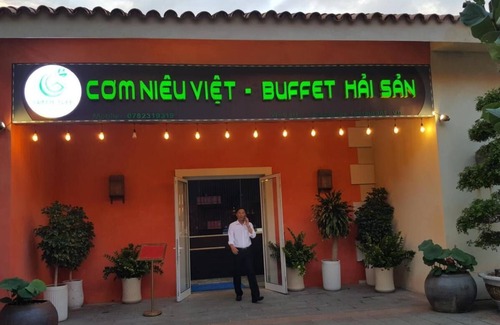 CƠM NIÊU VIỆT - BUFFET HẢI SẢN